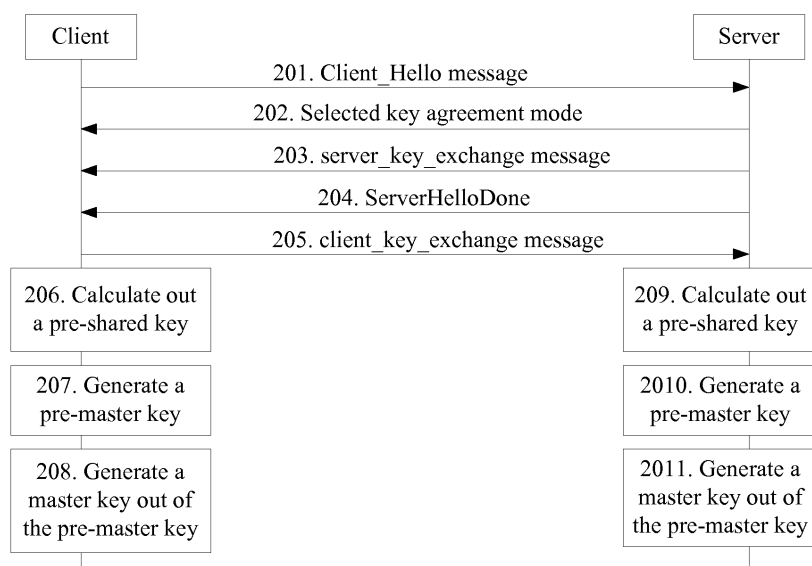 Client
Server
201. Client_Hello message
202. Selected key agreement mode
203. server_key_exchange message
204. ServerHelloDone
205. client_key_exchange message
206. Calculate out
a pre-shared key
209. Calculate out
a pre-shared key
207. Generate a
pre-master key
2010. Generate a
pre-master key
208. Generate a
master key out of
the pre-master key
2011. Generate a
master key out of
the pre-master key